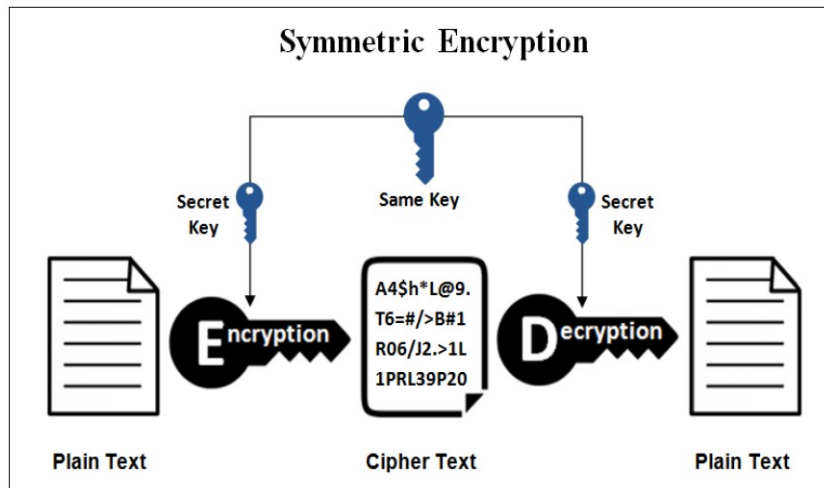 Symmetric Encryption
Same Key
Secret
Key
Secret
Key
Encryption
A4$h*L@9.
T6=#/>B#1
R06/J2.>1L
1PRL39P20
Decryption
Plain Text
Cipher Text
Plain Text